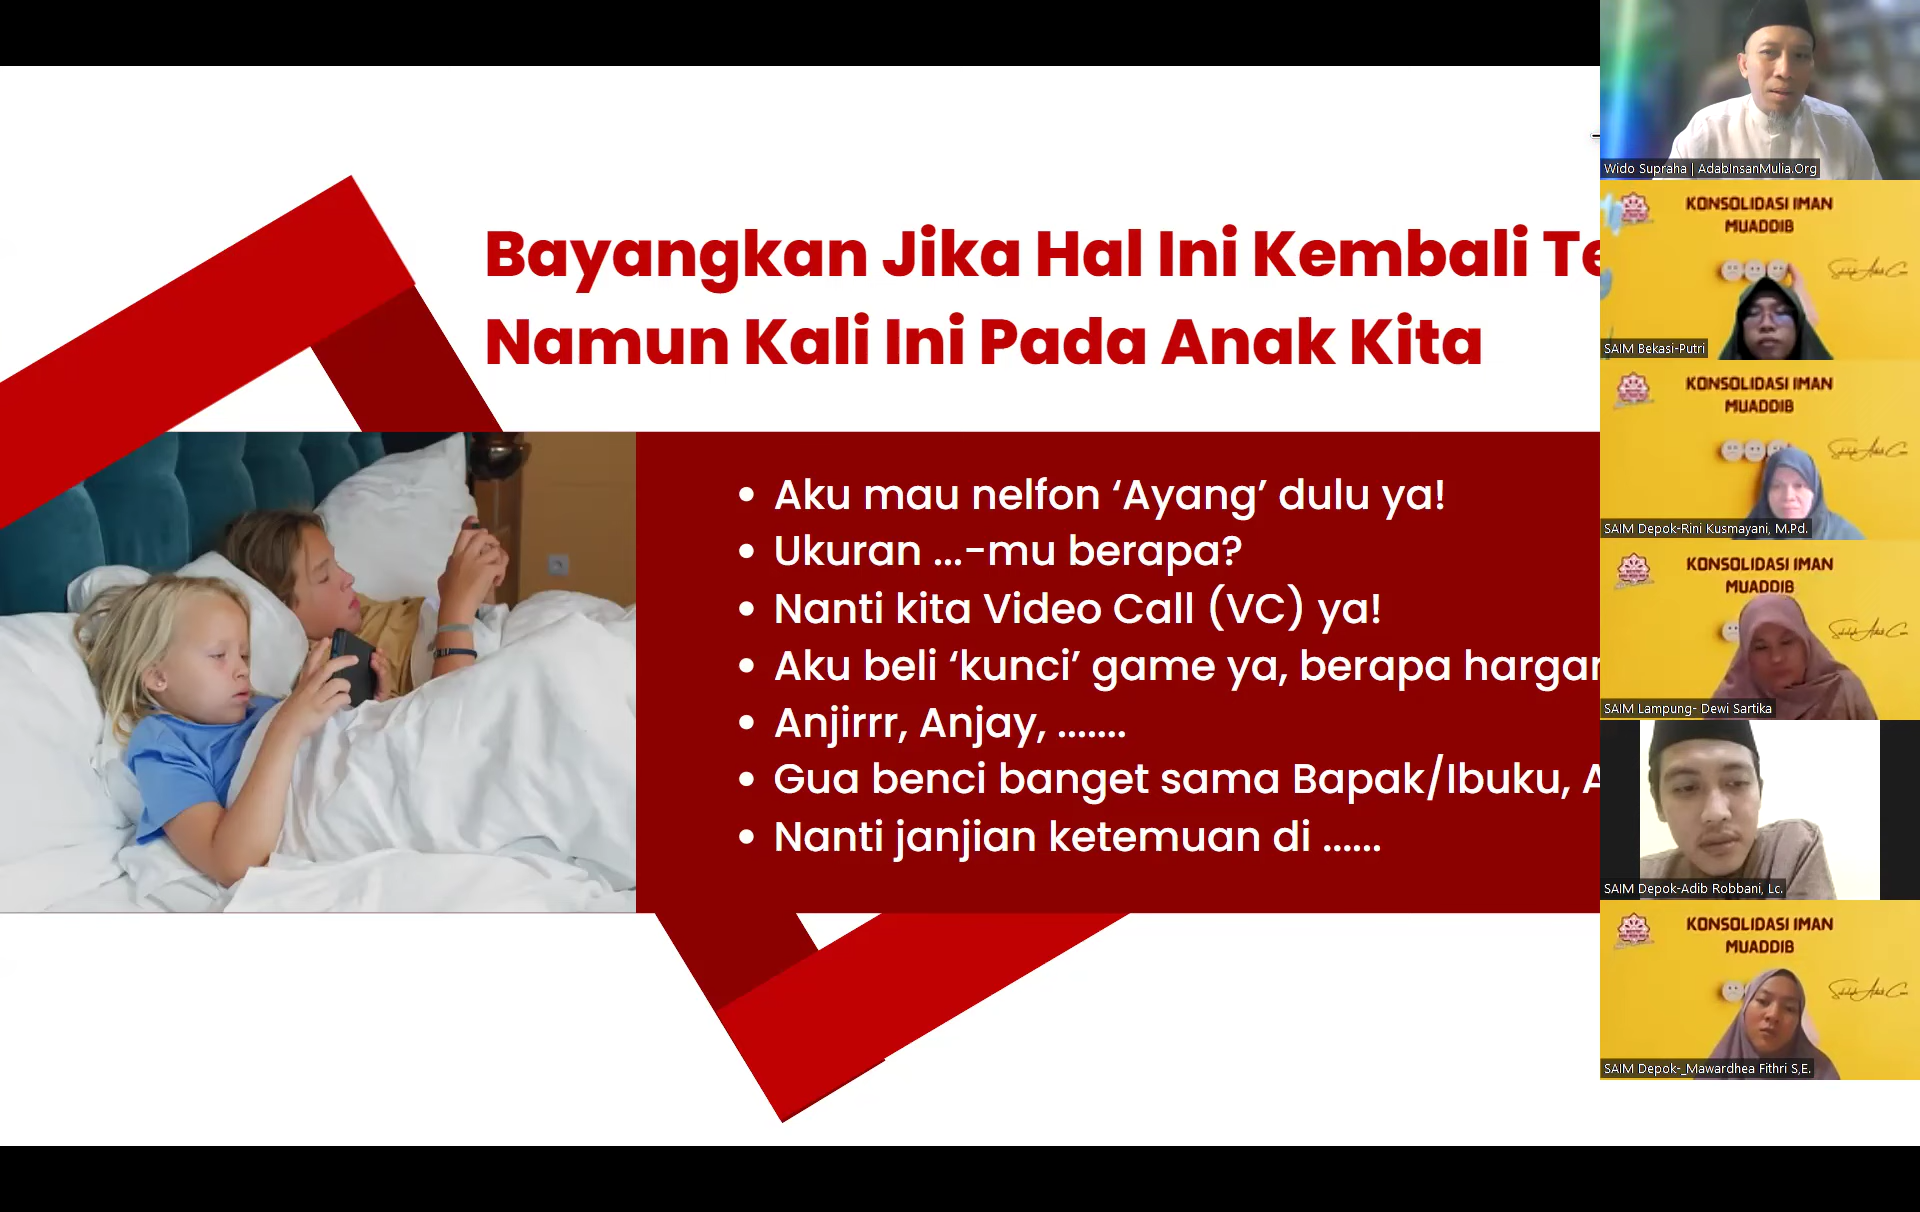 Bayangkan Jika Hal Ini Kembali Te
Namun Kali Ini Pada Anak Kita
• Aku mau nelfon ‘Ayang’ dulu ya!
• Ukuran ...-mu berapa?
• Nanti kita Video Call (VC) ya!
• Aku beli ‘kunci’ game ya, berapa hargan
• Anjirrr, Anjay, .......
• Gua benci banget sama Bapak/Ibuku, A
• Nanti janjian ketemuan di ......
Wido Supraha | AdabInsanMulia.Org
KONSOLIDASI IMAN
MUADDIB
SAIM Bekasi-Putri
KONSOLIDASI IMAN
MUADDIB
SAIM Depok-Rini Kusmayani, M.Pd.
KONSOLIDASI IMAN
MUADDIB
SAIM Lampung- Dewi Sartika
SAIM Depok-Adib Robbani, Lc.
KONSOLIDASI IMAN
MUADDIB
SAIM Depok-_Mawardhea Fithri S,E.